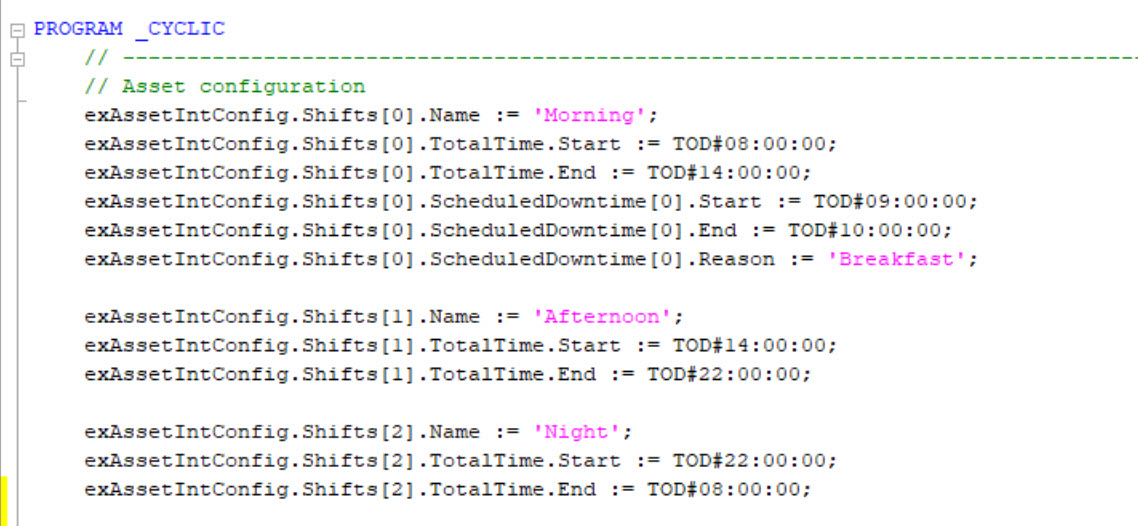 PROGRAM _CYCLIC
// --------------------------------------------------------------------------------
// Asset configuration
exAssetIntConfig.Shifts[0].Name := 'Morning';
exAssetIntConfig.Shifts[0].TotalTime.Start := TOD#08:00:00;
exAssetIntConfig.Shifts[0].TotalTime.End := TOD#14:00:00;
exAssetIntConfig.Shifts[0].ScheduledDowntime[0].Start := TOD#09:00:00;
exAssetIntConfig.Shifts[0].ScheduledDowntime[0].End := TOD#10:00:00;
exAssetIntConfig.Shifts[0].ScheduledDowntime[0].Reason := 'Breakfast';
exAssetIntConfig.Shifts[1].Name := 'Afternoon';
exAssetIntConfig.Shifts[1].TotalTime.Start := TOD#14:00:00;
exAssetIntConfig.Shifts[1].TotalTime.End := TOD#22:00:00;
exAssetIntConfig.Shifts[2].Name := 'Night';
exAssetIntConfig.Shifts[2].TotalTime.Start := TOD#22:00:00;
exAssetIntConfig.Shifts[2].TotalTime.End := TOD#08:00:00;